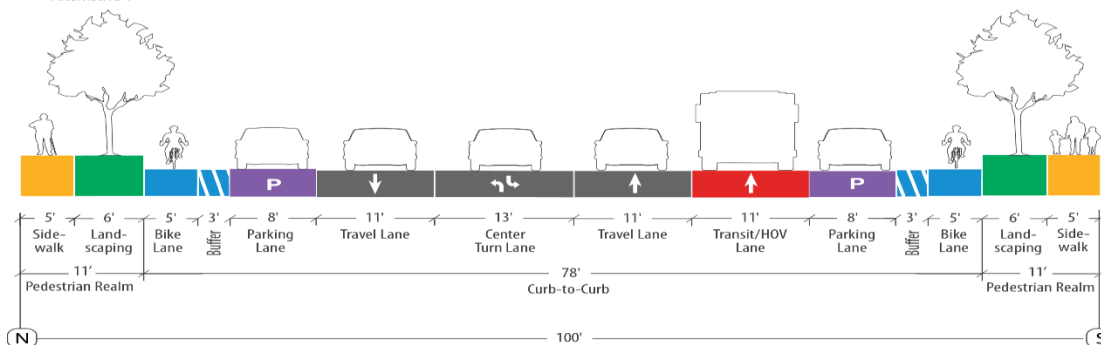 P
P
5' 6' 5' 3' 8' 11' 13' 11' 11' 8' 3' 5' 6' 5'
Side-
walk
Land-
scaping
Bike
Lane
Buffer
Parking
Lane
Travel Lane
Center
Turn Lane
Travel Lane
Transit/HOV
Lane
Parking
Lane
Buffer
Bike
Lane
Land-
scaping
Side-
walk
11' 78' 11'
Pedestrian Realm Curb-to-Curb Pedestrian Realm
N 100' S